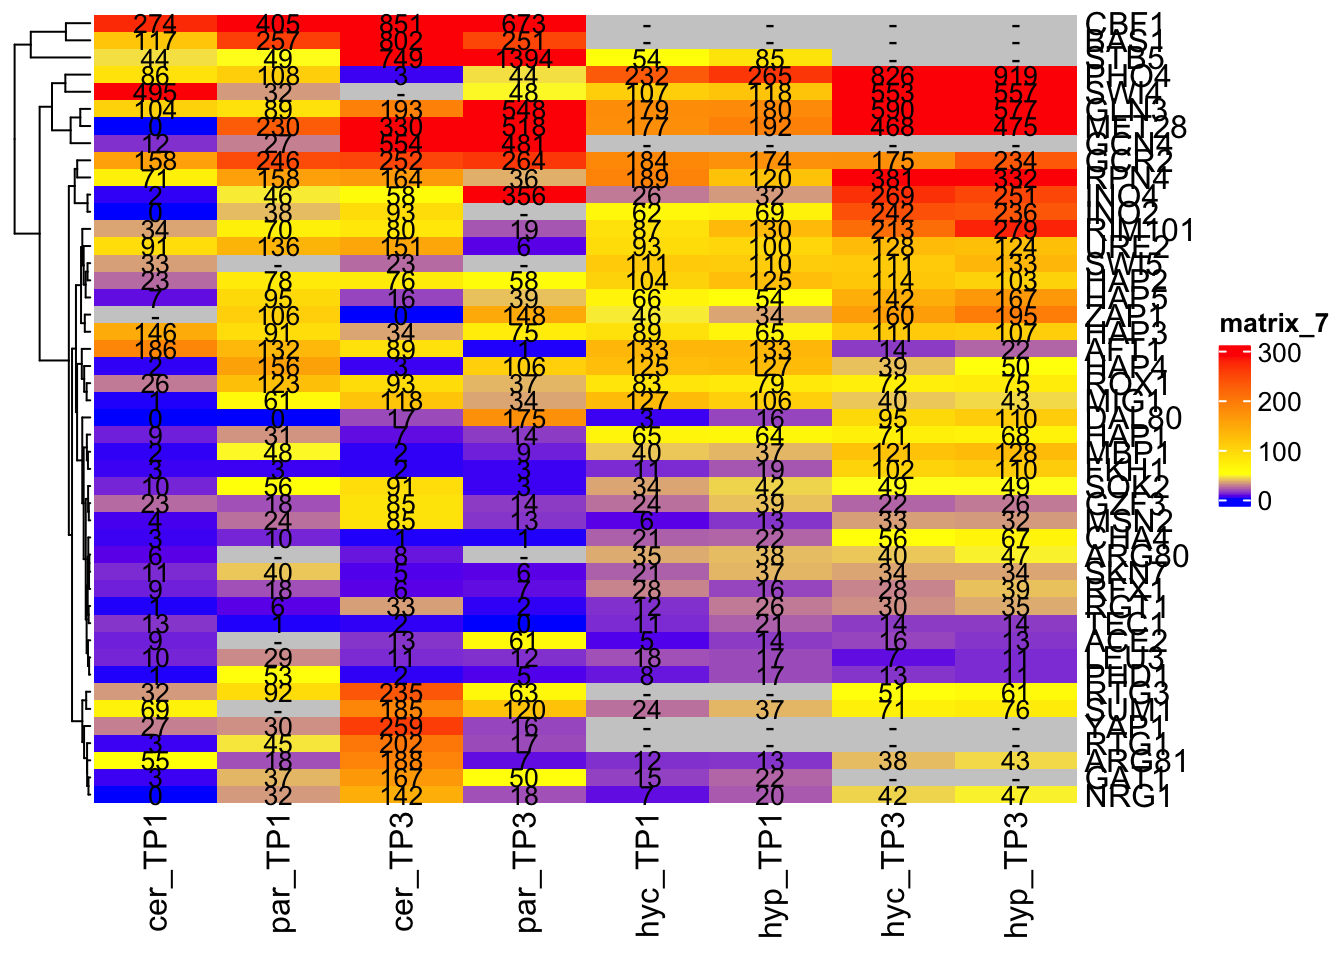 274 405 851 673 - - - - CBF1
117 257 802 251 - - - - BAS1
44 49 749 1394 54 85 - - STB5
86 108 3 44 232 265 826 919 PHO4
495 32 - 48 107 118 553 557 SWI4
104 89 193 548 179 180 590 577 GLN3
0 230 330 518 177 192 468 475 MET28
12 27 554 481 - - - - GCN4
158 246 252 264 184 174 175 234 GCR2
71 158 164 36 189 120 381 332 RPN4
2 46 58 356 26 32 269 251 INO4
0 38 93 - 62 69 242 236 INO2
34 70 80 19 87 130 213 279 RIM101
91 136 151 6 93 100 128 124 URE2
33 - 23 - 111 110 111 133 SWI5
23 78 76 58 104 125 114 103 HAP2
7 95 16 39 66 54 142 167 HAP5
- 106 0 148 46 34 160 195 ZAP1
146 91 34 75 89 65 111 107 HAP3
186 132 89 1 133 133 14 22 AFT1
2 156 3 106 125 127 39 50 HAP4
26 123 93 37 83 79 72 75 ROX1
1 61 118 34 127 106 40 43 MIG1
0 0 17 175 3 16 95 110 DAL80
9 31 7 14 65 64 71 68 HAP1
2 48 2 9 40 37 121 128 MBP1
3 3 2 3 11 19 102 110 FKH1
10 56 91 3 34 42 49 49 SOK2
23 18 85 14 24 39 22 26 GZF3
4 24 85 13 6 13 33 32 MSN2
3 10 1 1 21 22 56 67 CHA4
6 - 8 - 35 38 40 47 ARG80
11 40 5 6 21 37 34 34 SKN7
9 18 6 7 28 16 28 39 RFX1
1 6 33 2 12 26 30 35 RGT1
13 1 2 0 11 21 14 14 TEC1
9 - 13 61 5 14 16 13 ACE2
10 29 11 12 18 17 7 11 LEU3
1 53 2 5 8 17 13 11 PHD1
32 92 235 63 - - 51 61 RTG3
69 - 185 120 24 37 71 76 SUM1
27 30 259 16 - - - - YAP1
3 45 202 17 - - - - RTG1
55 18 188 7 12 13 38 43 ARG81
3 37 167 50 15 22 - - GAT1
0 32 142 18 7 20 42 47 NRG1
cer_TP1 par_TP1 cer_TP3 par_TP3 hyc_TP1 hyp_TP1 hyc_TP3 hyp_TP3
matrix_7
300
200
100
0